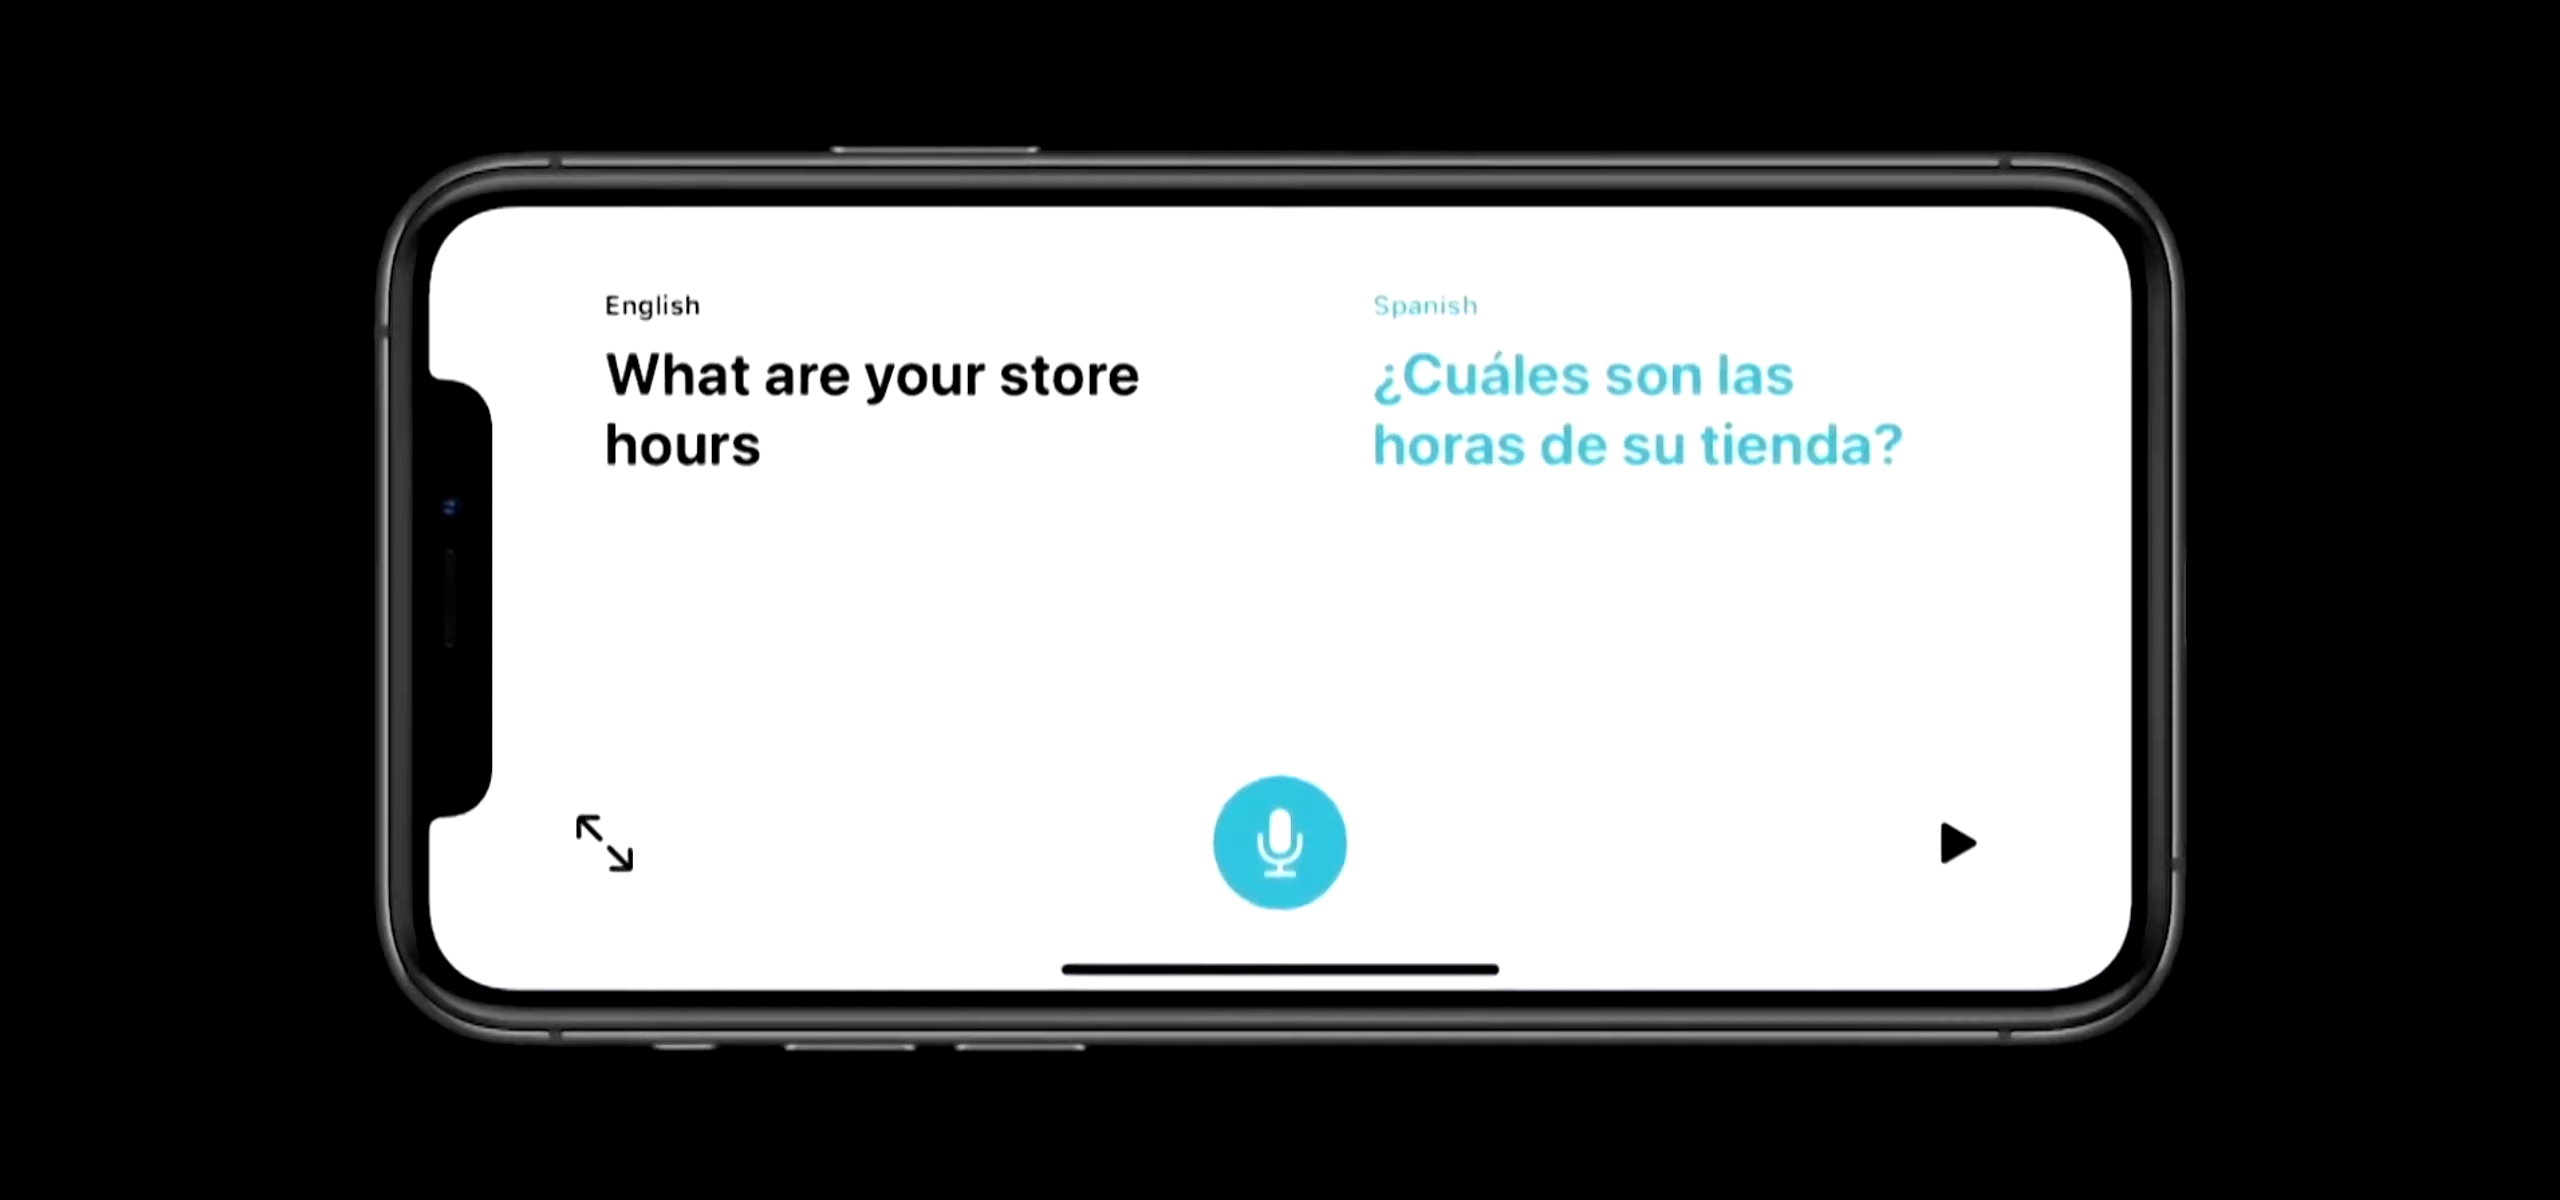 English
What are your store
hours
Spanish
¿Cuáles son las
horas de su tienda?